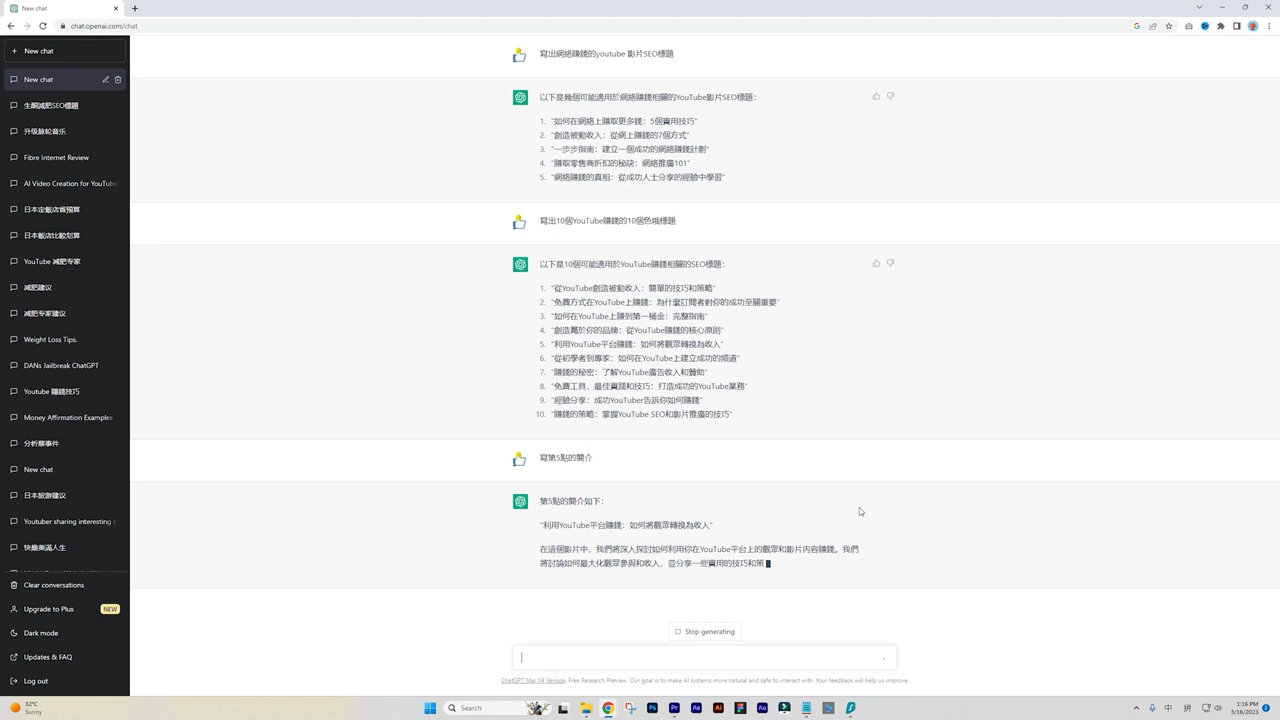 New chat
chat.openai.com/chat
New chat
New chat
生酮减肥SEO標題
升级脉轮音乐
Fibre Internet Review
AI Video Creation for YouTube
日本定飯店省預算
日本飯店比較划算
YouTube 减肥专家
减肥建议
减肥专家建议
Weight Loss Tips.
DANs Jailbreak ChatGPT
Youtube 賺錢技巧
Money Affirmation Examples
分析蔡事件
New chat
日本旅游建议
Youtuber sharing interesting c
快樂美滿人生
Clear conversations
Upgrade to Plus NEW
Dark mode
Updates & FAQ
Log out
寫出網絡賺錢的youtube 影片SEO標題
以下是幾個可能適用於網絡賺錢相關的YouTube影片SEO標題：
1. "如何在網絡上賺取更多錢：5個實用技巧"
2. "創造被動收入：從網上賺錢的7個方式"
3. "一步步指南：建立一個成功的網絡賺錢計劃"
4. "賺取零售商折扣的秘訣：網絡推廣101"
5. "網絡賺錢的真相：從成功人士分享的經驗中學習"
寫出10個YouTube賺錢的10個色哦標題
以下是10個可能適用於YouTube賺錢相關的SEO標題：
1. "從YouTube創造被動收入：簡單的技巧和策略"
2. "免費方式在YouTube上賺錢：為什麼訂閱者對你的成功至關重要"
3. "如何在YouTube上賺到第一桶金：完整指南"
4. "創造屬於你的品牌：從YouTube賺錢的核心原則"
5. "利用YouTube平台賺錢：如何將觀眾轉換為收入"
6. "從初學者到專家：如何在YouTube上建立成功的頻道"
7. "賺錢的秘密：了解YouTube廣告收入和贊助"
8. "免費工具、最佳實踐和技巧：打造成功的YouTube業務"
9. "經驗分享：成功YouTuber告訴你如何賺錢"
10. "賺錢的策略：掌握YouTube SEO和影片推廣的技巧"
寫第5點的簡介
第5點的簡介如下：
"利用YouTube平台賺錢：如何將觀眾轉換為收入"
在這個影片中，我們將深入探討如何利用你在YouTube平台上的觀眾和影片内容賺錢。我們
將討論如何最大化觀眾參與和收入，並分享一些實用的技巧和策
Stop generating
ChatGPT Mar 14 Version. Free Research Preview. Our goal is to make AI systems more natural and safe to interact with. Your feedback will help us improve.
32°C
Sunny
Search
中
拼
1:16 PM
3/16/2023